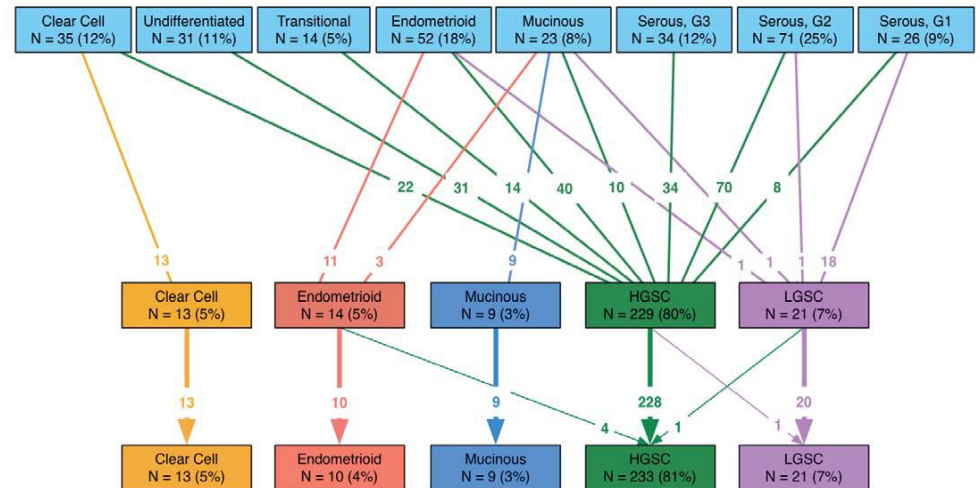 Clear Cell
N = 35 (12%)
Undifferentiated
N = 31 (11%)
Transitional
N = 14 (5%)
Endometrioid
N = 52 (18%)
Mucinous
N = 23 (8%)
Serous, G3
N = 34 (12%)
Serous, G2
N = 71 (25%)
Serous, G1
N = 26 (9%)
22
31
14
40
10
34
70
8
13
11
3
9
1
1
1
18
Clear Cell
N = 13 (5%)
Endometrioid
N = 14 (5%)
Mucinous
N = 9 (3%)
HGSC
N = 229 (80%)
LGSC
N = 21 (7%)
13
10
9
4
228
1
1
20
Clear Cell
N = 13 (5%)
Endometrioid
N = 10 (4%)
Mucinous
N = 9 (3%)
HGSC
N = 233 (81%)
LGSC
N = 21 (7%)